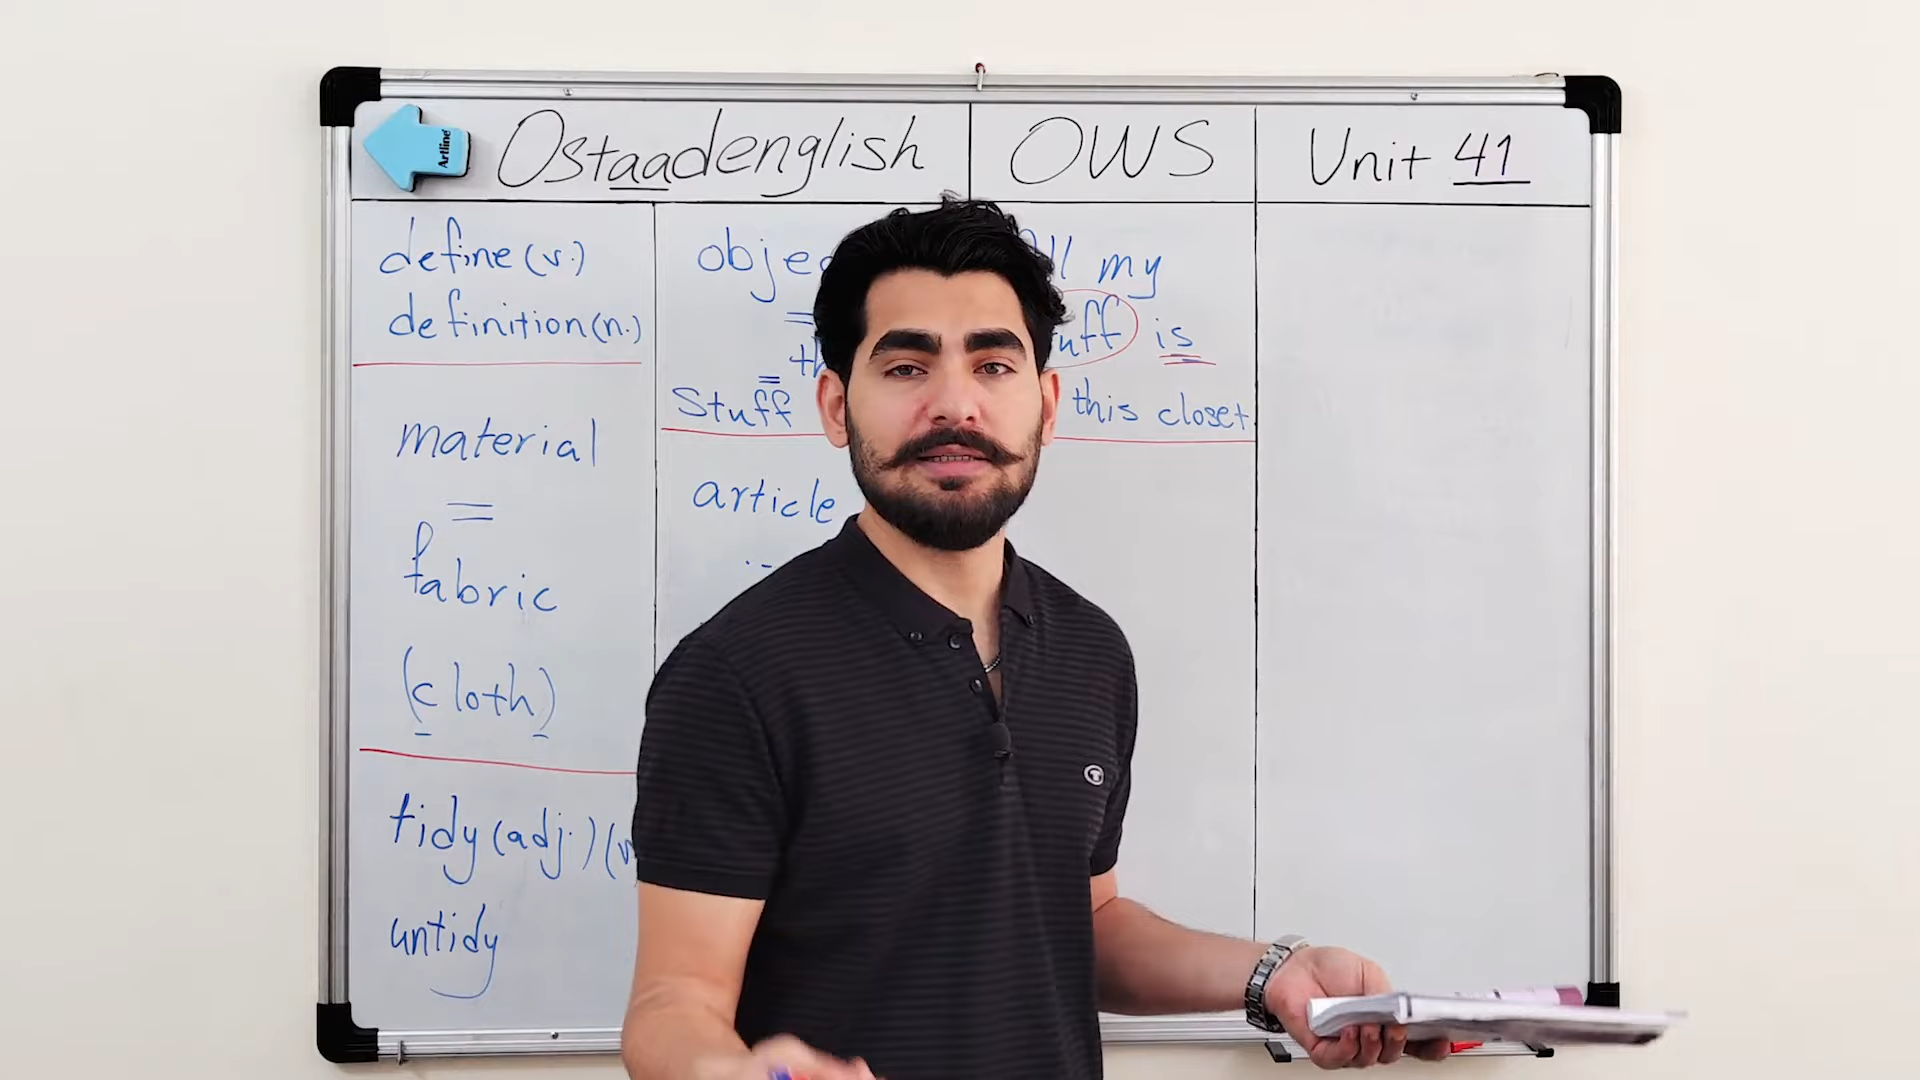 Artline
Ostaadenglish
OWS
Unit 41
define (v.)
definition (n.)
material
=
fabric
(cloth)
tidy (adj.)
untidy
=
=
Stuff
article
my
is
this closet